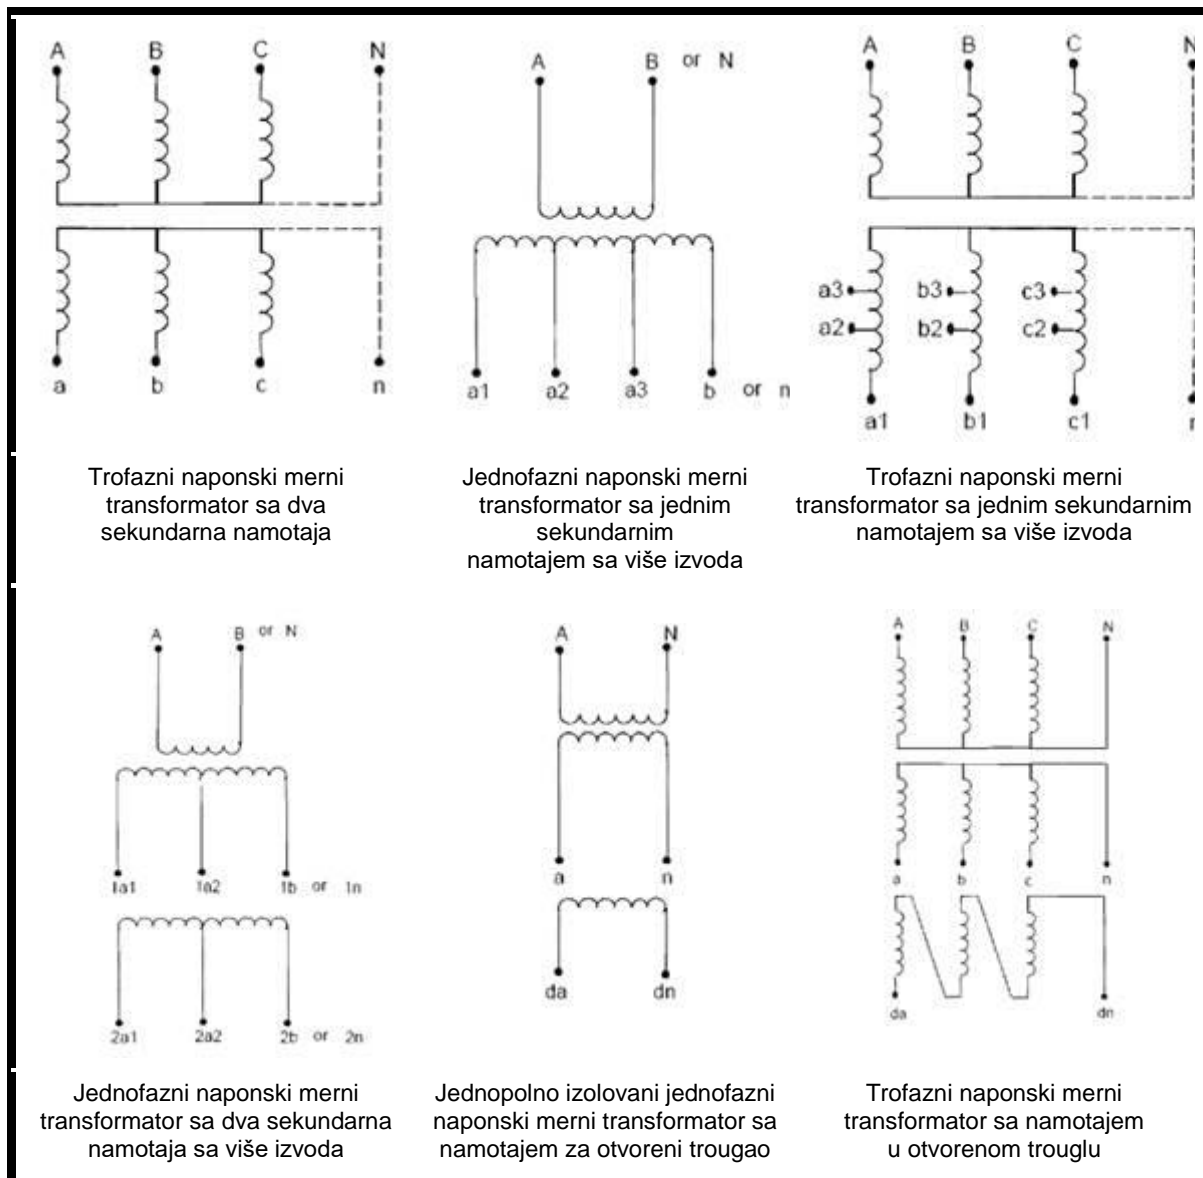 A B C N
a b c n
Trofazni naponski merni
transformator sa dva
sekundarna namotaja
A B or N
a1 a2 a3 b or n
Jednofazni naponski merni
transformator sa jednim
sekundarnim
namotajem sa više izvoda
A B C N
a3 b3 c3
a2 b2 c2
a1 b1 c1 n
Trofazni naponski merni
transformator sa jednim sekundarnim
namotajem sa više izvoda
A B or N
1a1 1a2 1b or 1n
2a1 2a2 2b or 2n
Jednofazni naponski merni
transformator sa dva sekundarna
namotaja sa više izvoda
A N
a n
da dn
Jednopolno izolovani jednofazni
naponski merni transformator sa
namotajem za otvoreni trougao
A B C N
a b c n
da dn
Trofazni naponski merni
transformator sa namotajem
u otvorenom trouglu